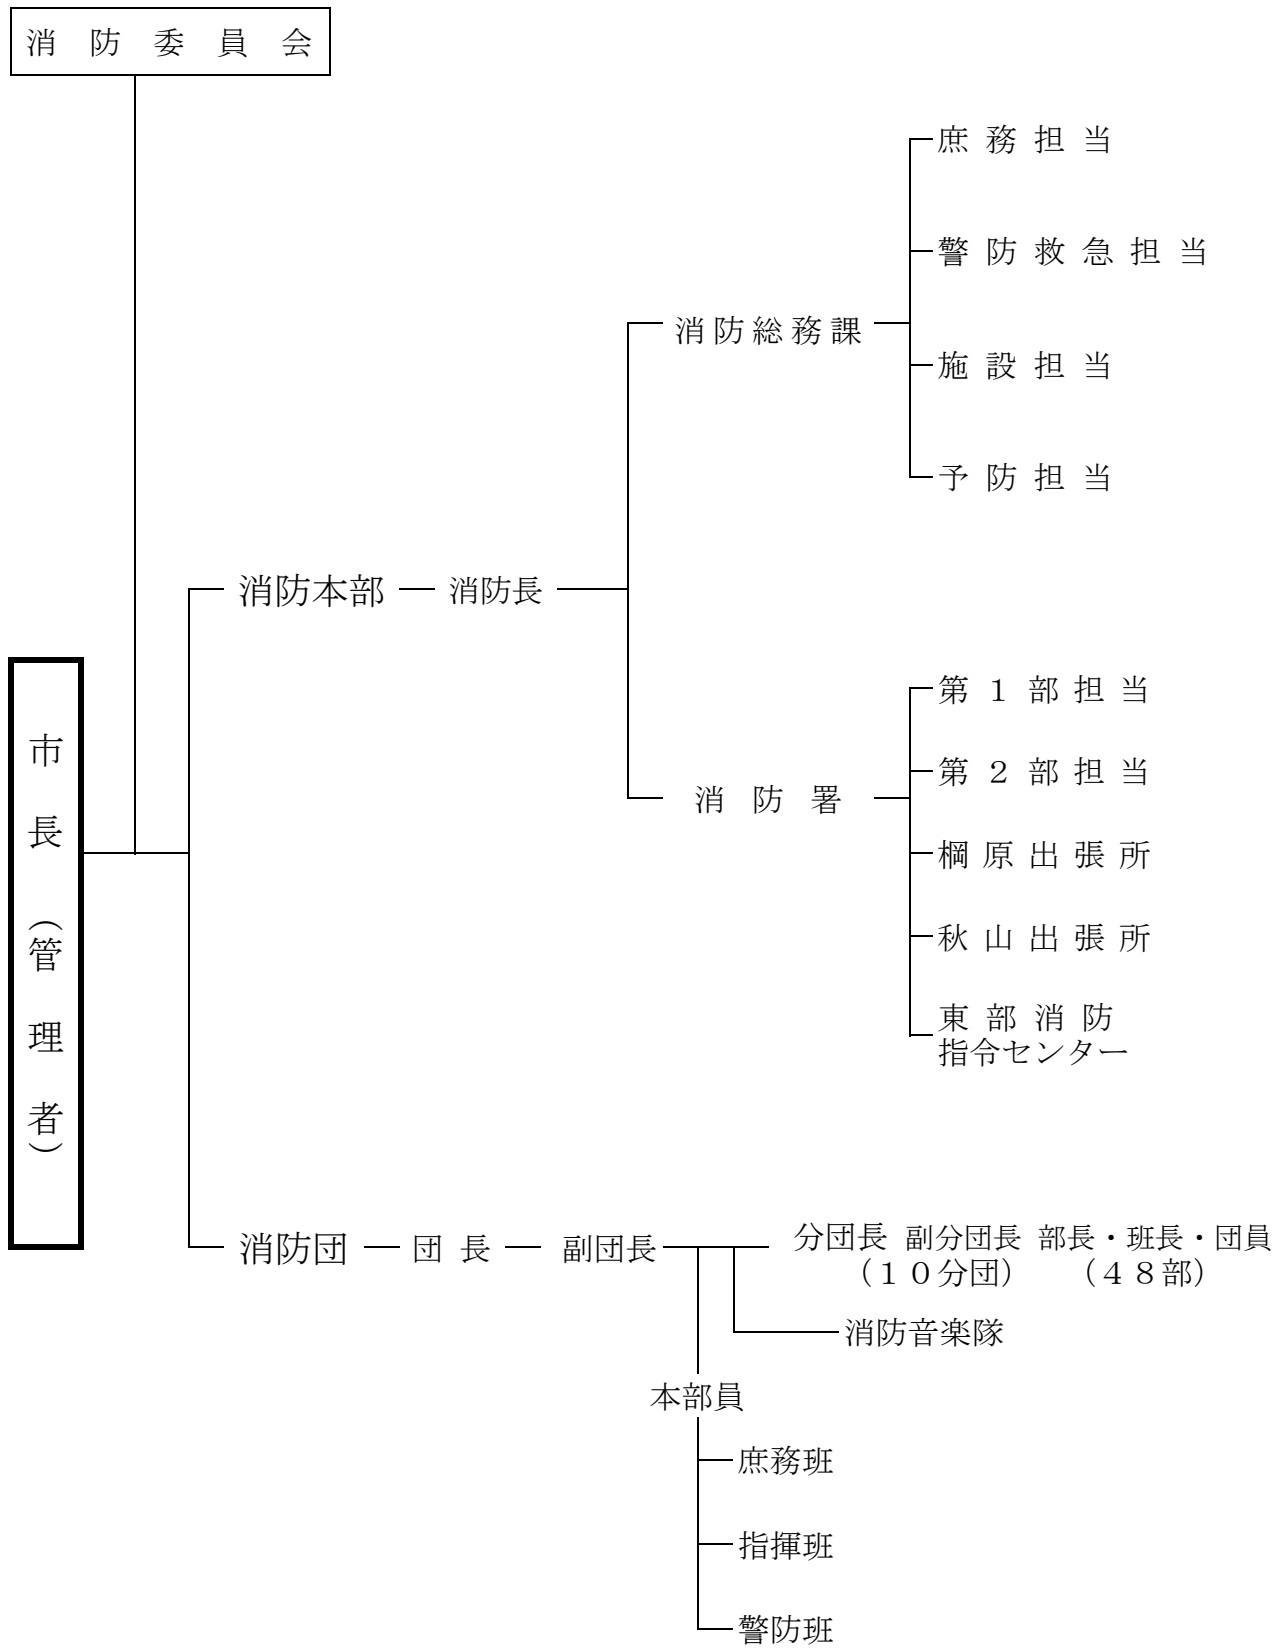 消防委員会
庶務担当
警防救急担当
消防総務課
施設担当
予防担当
消防本部
消防長
市長（管理者）
第１部担当
第２部担当
消防署
棡原出張所
秋山出張所
東部消防
指令センター
消防団
団長
副団長
分団長 副分団長 部長・班長・団員
（１０分団） （４８部）
消防音楽隊
本部員
庶務班
指揮班
警防班